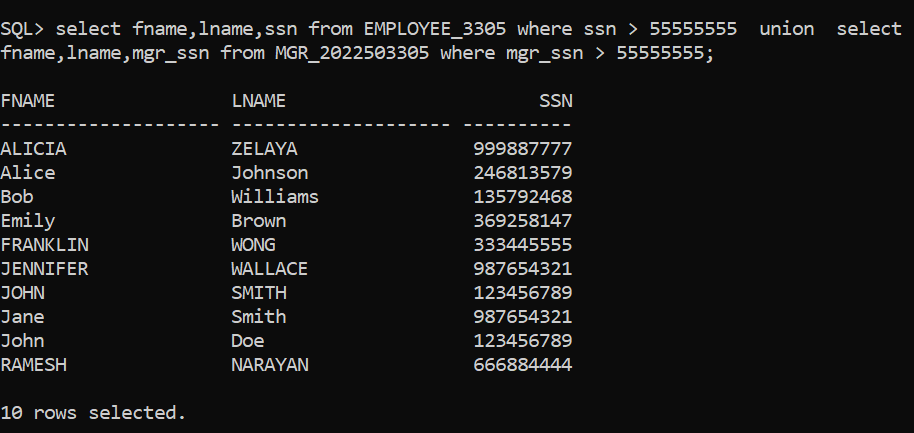 SQL> select fname,lname,ssn from EMPLOYEE_3305 where ssn > 55555555  union  select
fname,lname,mgr_ssn from MGR_2022503305 where mgr_ssn > 55555555;
FNAME                LNAME                       SSN
-------------------- -------------------- ----------
ALICIA               ZELAYA                999887777
Alice                Johnson               246813579
Bob                  Williams              135792468
Emily                Brown                 369258147
FRANKLIN             WONG                  333445555
JENNIFER             WALLACE               987654321
JOHN                 SMITH                 123456789
Jane                 Smith                 987654321
John                 Doe                   123456789
RAMESH               NARAYAN               666884444
10 rows selected.